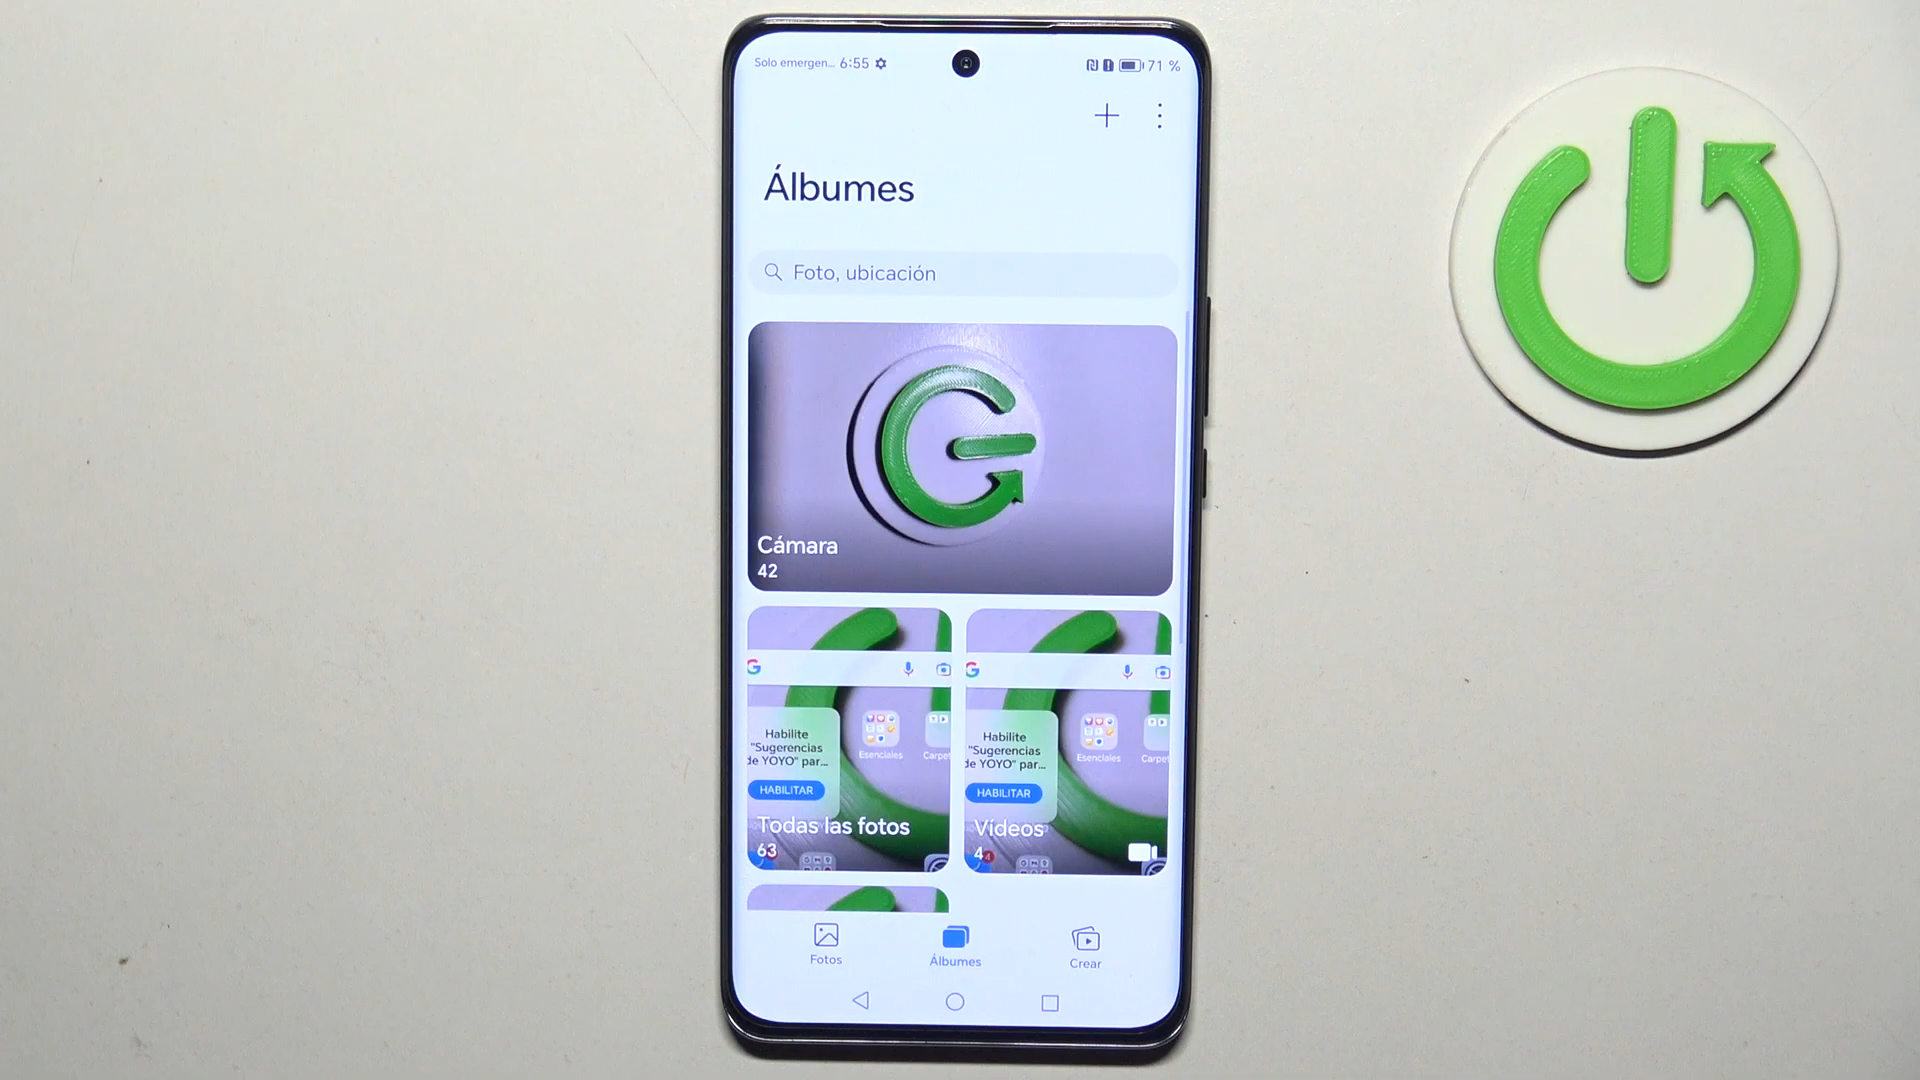 Solo emergen... 6:55
71 %
Álbumes
Foto, ubicación
Cámara
42
Habilite
"Sugerencias
de YOYO" par...
HABILITAR
Esenciales
Carpet
Todas las fotos
63
Habilite
"Sugerencias
de YOYO" par...
HABILITAR
Esenciales
Carpet
Vídeos
4
Fotos
Álbumes
Crear